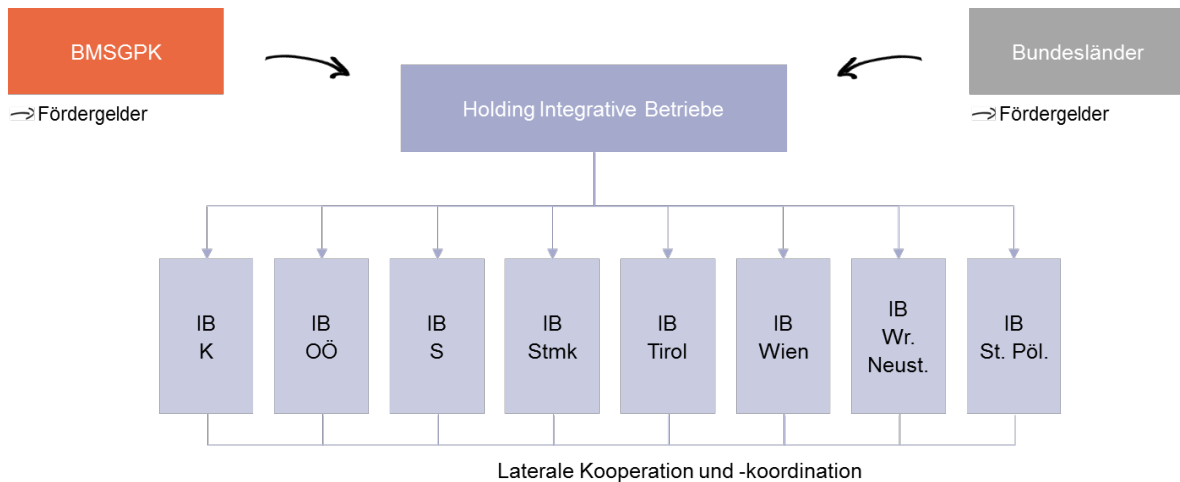 BMSGPK
Bundesländer
Fördergelder
Fördergelder
Holding Integrative Betriebe
IB
K
IB
OÖ
IB
S
IB
Stmk
IB
Tirol
IB
Wien
IB
Wr.
Neust.
IB
St. Pöl.
Laterale Kooperation und -koordination